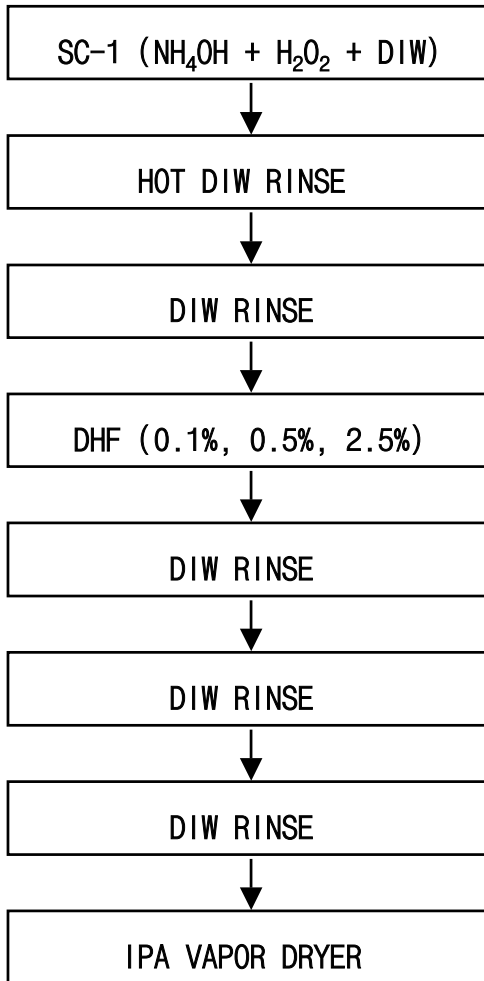 SC-1 (NH₄OH + H₂O₂ + DIW)
HOT DIW RINSE
DIW RINSE
DHF (0.1%, 0.5%, 2.5%)
DIW RINSE
DIW RINSE
DIW RINSE
IPA VAPOR DRYER